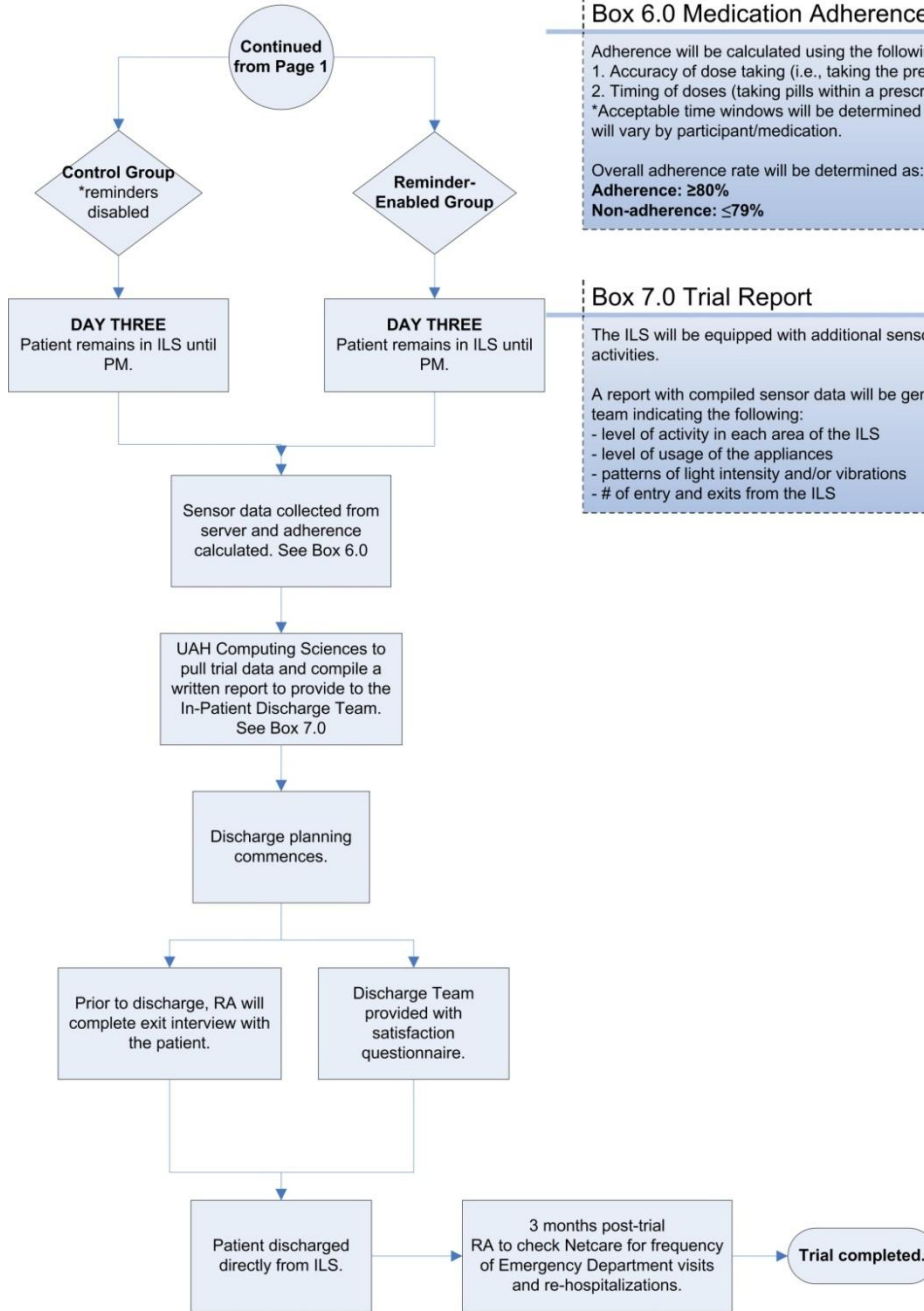 Continued
from Page 1
Control Group
*reminders
disabled
Reminder-
Enabled Group
DAY THREE
Patient remains in ILS until
PM.
DAY THREE
Patient remains in ILS until
PM.
Sensor data collected from
server and adherence
calculated. See Box 6.0
UAH Computing Sciences to
pull trial data and compile a
written report to provide to the
In-Patient Discharge Team.
See Box 7.0
Discharge planning
commences.
Prior to discharge, RA will
complete exit interview with
the patient.
Discharge Team
provided with
satisfaction
questionnaire.
Patient discharged
directly from ILS.
3 months post-trial
RA to check Netcare for frequency
of Emergency Department visits
and re-hospitalizations.
Trial completed.
Box 6.0 Medication Adherence
Adherence will be calculated using the
1. Accuracy of dose taking (i.e., taking the
2. Timing of doses (taking pills within a
*Acceptable time windows will be determined
will vary by participant/medication.
Overall adherence rate will be determined as:
Adherence: ≥80%
Non-adherence: ≤79%
Box 7.0 Trial Report
The ILS will be equipped with additional
activities.
A report with compiled sensor data will be
team indicating the following:
- level of activity in each area of the ILS
- level of usage of the appliances
- patterns of light intensity and/or vibrations
- # of entry and exits from the ILS